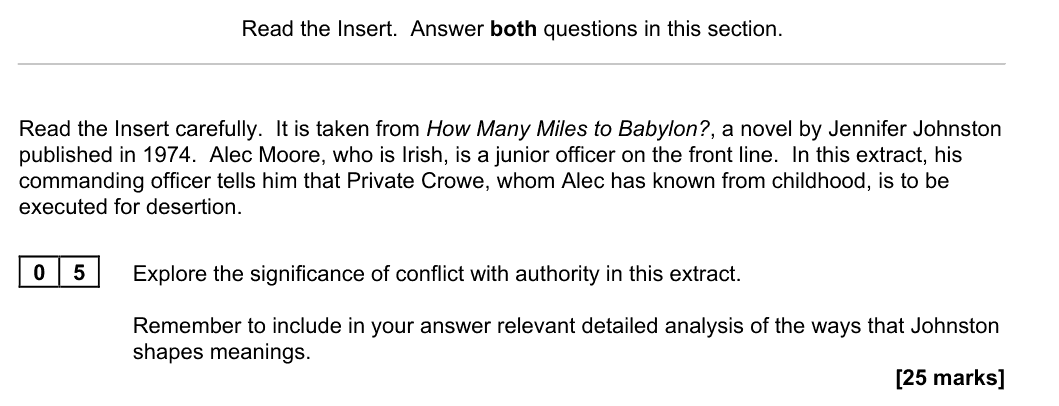 Read the Insert.  Answer both questions in this section.
Read the Insert carefully.  It is taken from How Many Miles to Babylon?, a novel by Jennifer Johnston
published in 1974.  Alec Moore, who is Irish, is a junior officer on the front line.  In this extract, his
commanding officer tells him that Private Crowe, whom Alec has known from childhood, is to be
executed for desertion.
0 5 Explore the significance of conflict with authority in this extract.
Remember to include in your answer relevant detailed analysis of the ways that Johnston
shapes meanings.
[25 marks]